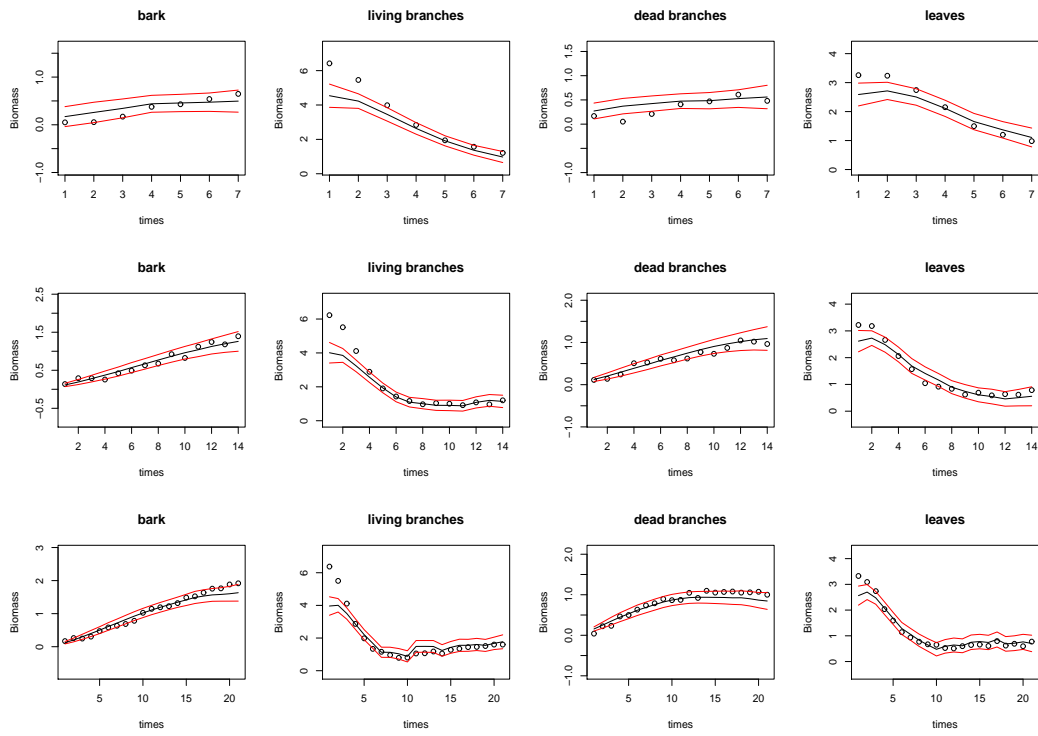 bark
Biomass
1.0
0.0
−1.0
1 2 3 4 5 6 7
times
living branches
Biomass
6
4
2
0
1 2 3 4 5 6 7
times
dead branches
Biomass
1.5
1.0
0.5
0.0
−1.0
1 2 3 4 5 6 7
times
leaves
Biomass
4
3
2
1
0
1 2 3 4 5 6 7
times
bark
Biomass
2.5
1.5
0.5
−0.5
2 4 6 8 10 12 14
times
living branches
Biomass
6
4
2
0
2 4 6 8 10 12 14
times
dead branches
Biomass
2.0
1.0
0.0
−1.0
2 4 6 8 10 12 14
times
leaves
Biomass
4
3
2
1
0
2 4 6 8 10 12 14
times
bark
Biomass
3
2
1
0
5 10 15 20
times
living branches
Biomass
6
4
2
0
5 10 15 20
times
dead branches
Biomass
2.0
1.0
0.0
−1.0
5 10 15 20
times
leaves
Biomass
4
3
2
1
0
5 10 15 20
times